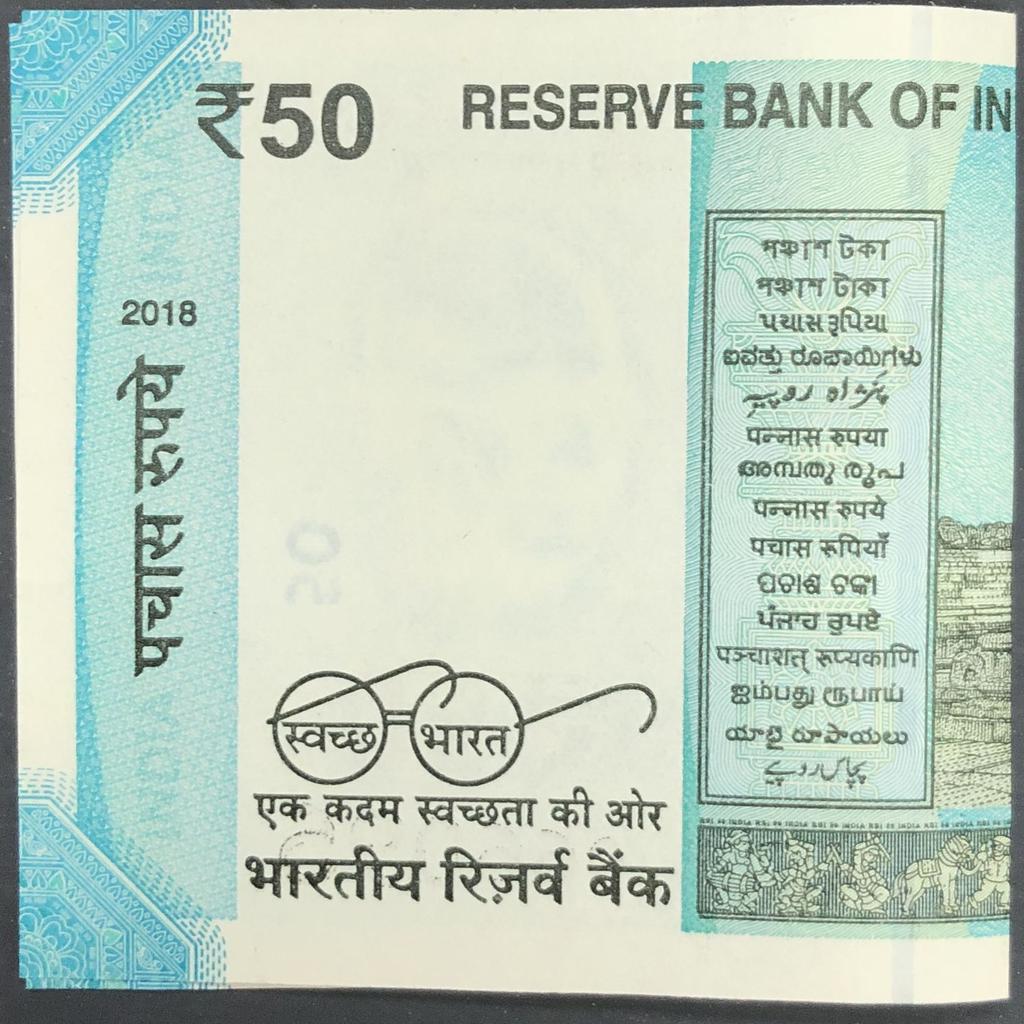 ₹50
RESERVE BANK OF IN
2018
पचास रुपये
পঞ্চাশ টকা
পঞ্চাশ টাকা
પચાસ રૂપિયા
ಐವತ್ತು ರೂಪಾಯಿಗಳು
پَنٛژاہ روپیہِ
पन्नास रुपया
അമ്പതു രൂപ
पन्नास रुपये
पचास रूपियाँ
ପଚାଶ ଟଙ୍କା
ਪੰਜਾਹ ਰੁਪਏ
पञ्चाशत् रूप्यकाणि
ஐம்பது ரூபாய்
యాభై రూపాయలు
پچاس روپے
50
स्वच्छ भारत
एक कदम स्वच्छता की ओर
भारतीय रिज़र्व बैंक